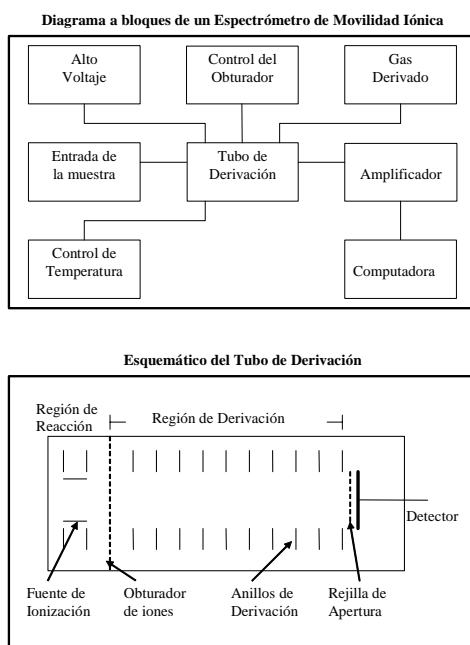 Diagrama a bloques de un Espectrómetro de Movilidad Iónica
Alto
Voltaje
Control del
Obturador
Gas
Derivado
Entrada de
la muestra
Tubo de
Derivación
Amplificador
Control de
Temperatura
Computadora
Esquemático del Tubo de Derivación
Región de
Reacción
Región de Derivación
Detector
Fuente de
Ionización
Obturador
de iones
Anillos de
Derivación
Rejilla de
Apertura